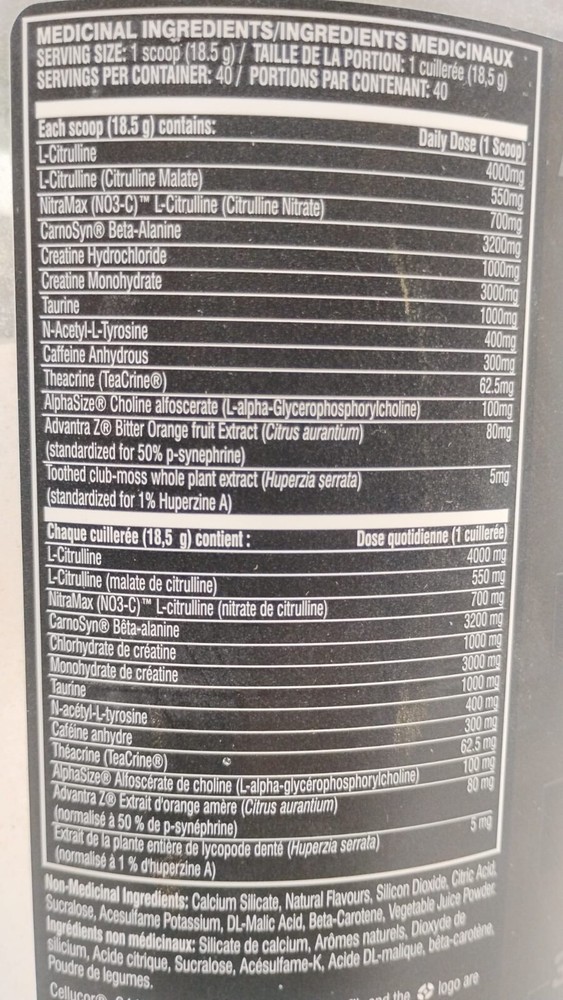 MEDICINAL INGREDIENTS/INGREDIENTS MEDICINAUX
SERVING SIZE: 1 scoop (18.5 g) / TAILLE DE LA PORTION: 1 cuillerée (18,5 g)
SERVINGS PER CONTAINER: 40 / PORTIONS PAR CONTENANT: 40
Each scoop (18.5 g) contains: Daily Dose (1 Scoop)
L-Citrulline 4000mg
L-Citrulline (Citrulline Malate) 550mg
NitraMax (NO3-C)™ L-Citrulline (Citrulline Nitrate) 700mg
CarnoSyn® Beta-Alanine 3200mg
Creatine Hydrochloride 1000mg
Creatine Monohydrate 3000mg
Taurine 1000mg
N-Acetyl-L-Tyrosine 400mg
Caffeine Anhydrous 300mg
Theacrine (TeaCrine®) 62.5mg
AlphaSize® Choline alfoscerate (L-alpha-Glycerophosphorylcholine) 100mg
Advantra Z® Bitter Orange fruit Extract (Citrus aurantium) 80mg
(standardized for 50% p-synephrine)
Toothed club-moss whole plant extract (Huperzia serrata) 5mg
(standardized for 1% Huperzine A)
Chaque cuillerée (18,5 g) contient : Dose quotidienne (1 cuillerée)
L-Citrulline 4000 mg
L-Citrulline (malate de citrulline) 550 mg
NitraMax (NO3-C)™ L-citrulline (nitrate de citrulline) 700 mg
CarnoSyn® Bêta-alanine 3200 mg
Chlorhydrate de créatine 1000 mg
Monohydrate de créatine 3000 mg
Taurine 1000 mg
N-acétyl-L-tyrosine 400 mg
Caféine anhydre 300 mg
Théacrine (TeaCrine®) 62.5 mg
AlphaSize® Alfoscérate de choline (L-alpha-glycérophosphorylcholine) 100 mg
Advantra Z® Extrait d'orange amère (Citrus aurantium) 80 mg
(normalisé à 50 % de p-synéphrine)
Extrait de la plante entière de lycopode denté (Huperzia serrata) 5 mg
(normalisé à 1 % d'huperzine A)
Non-Medicinal Ingredients: Calcium Silicate, Natural Flavours, Silicon Dioxide, Citric Acid,
Sucralose, Acesulfame Potassium, DL-Malic Acid, Beta-Carotene, Vegetable Juice Powder.
Ingrédients non médicinaux: Silicate de calcium, Arômes naturels, Dioxyde de
silicium, Acide citrique, Sucralose, Acésulfame-K, Acide DL-malique, bêta-carotène,
Poudre de legumes.
Cellucor® and the logo are